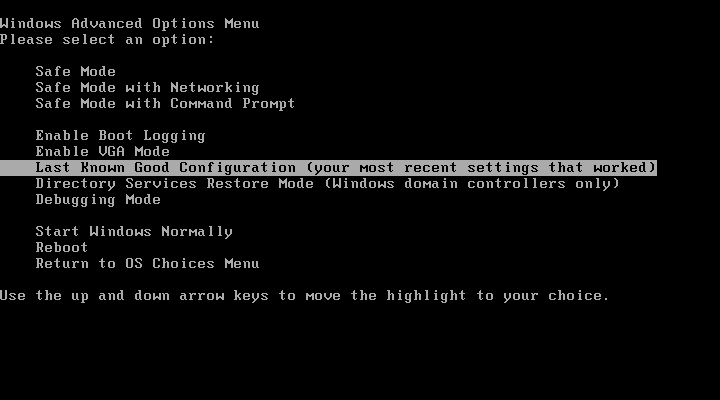 Windows Advanced Options Menu
Please select an option:
Safe Mode
Safe Mode with Networking
Safe Mode with Command Prompt
Enable Boot Logging
Enable VGA Mode
Last Known Good Configuration (your most recent settings that worked)
Directory Services Restore Mode (Windows domain controllers only)
Debugging Mode
Start Windows Normally
Reboot
Return to OS Choices Menu
Use the up and down arrow keys to move the highlight to your choice.